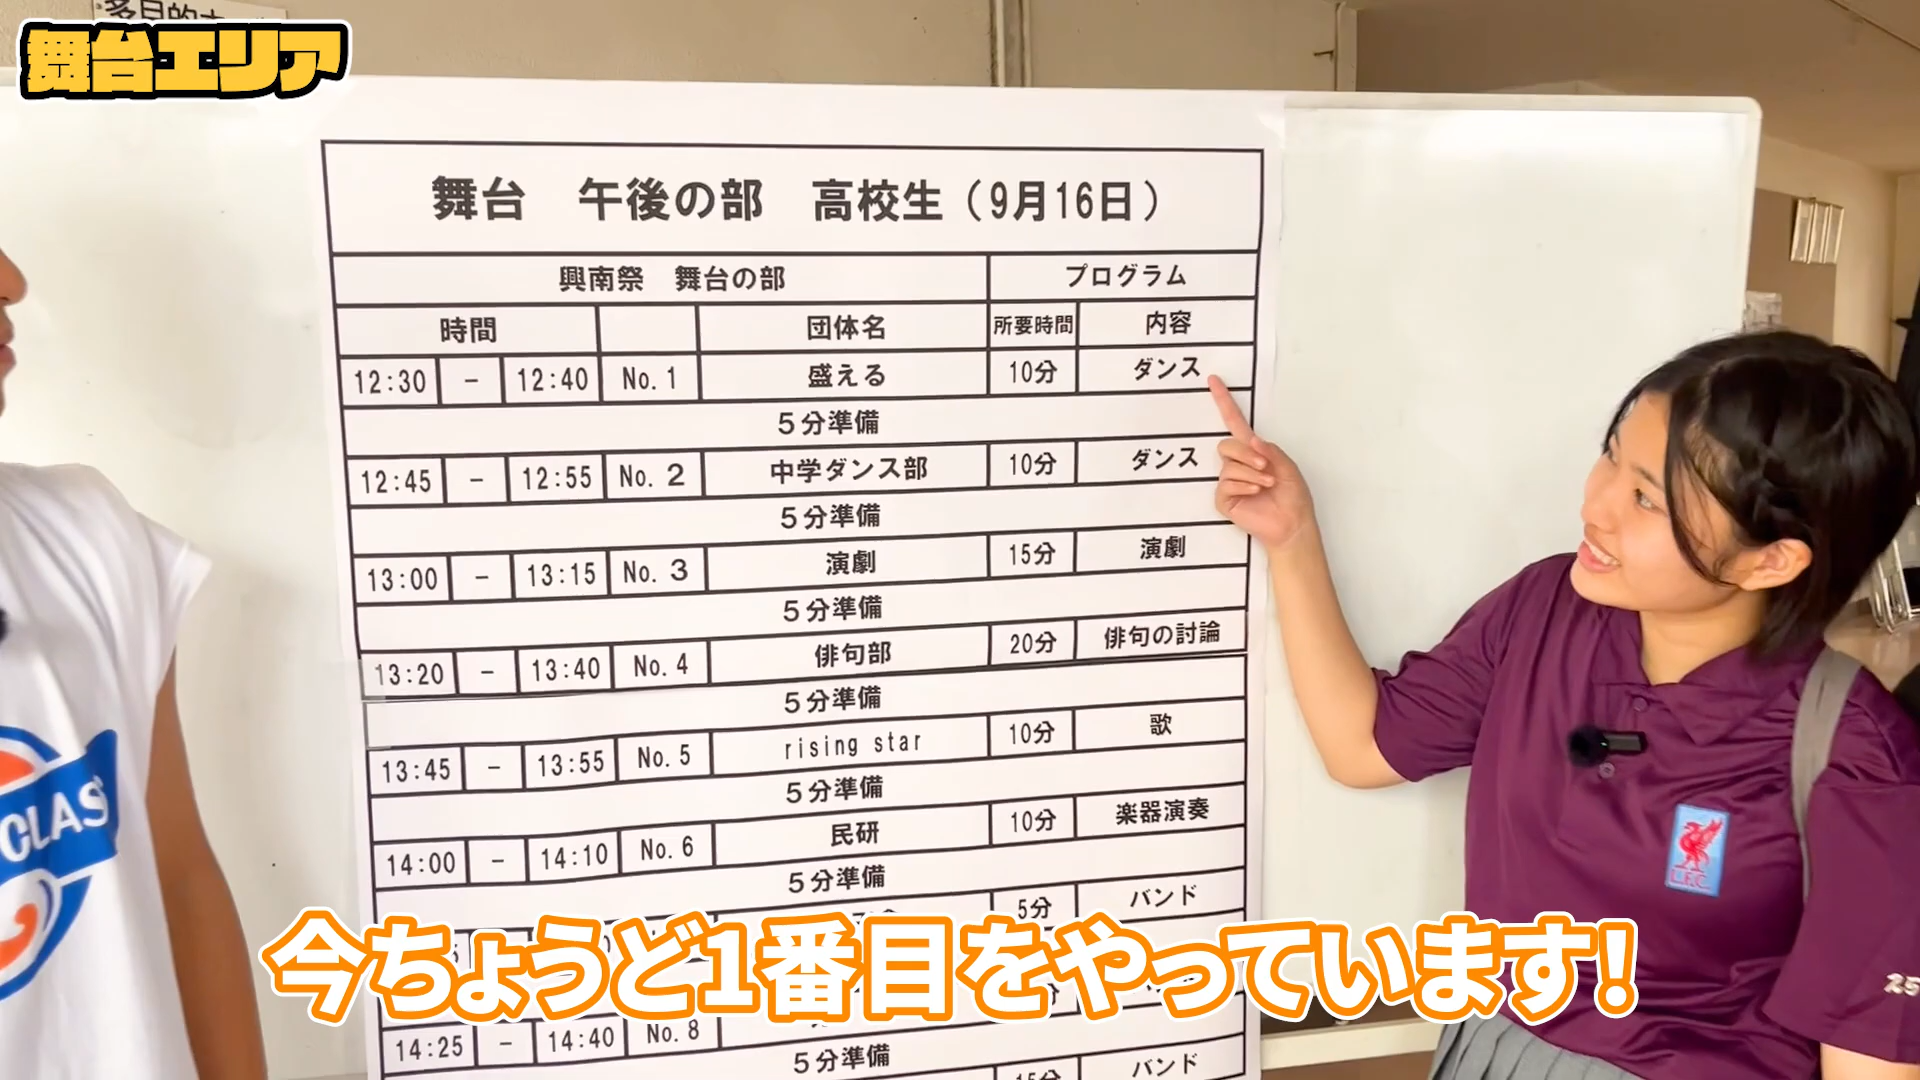 舞台エリア
舞台 午後の部 高校生（9月16日）
興南祭 舞台の部 プログラム
時間 団体名 所要時間 内容
12:30 － 12:40 No.1 盛える 10分 ダンス
5分準備
12:45 － 12:55 No.2 中学ダンス部 10分 ダンス
5分準備
13:00 － 13:15 No.3 演劇 15分 演劇
5分準備
13:20 － 13:40 No.4 俳句部 20分 俳句の討論
5分準備
13:45 － 13:55 No.5 rising star 10分 歌
5分準備
14:00 － 14:10 No.6 民研 10分 楽器演奏
5分準備
5分 バンド
今ちょうど1番目をやっています！
14:25 － 14:40 No.8
5分準備
バンド
CLAS
L.F.C.
25